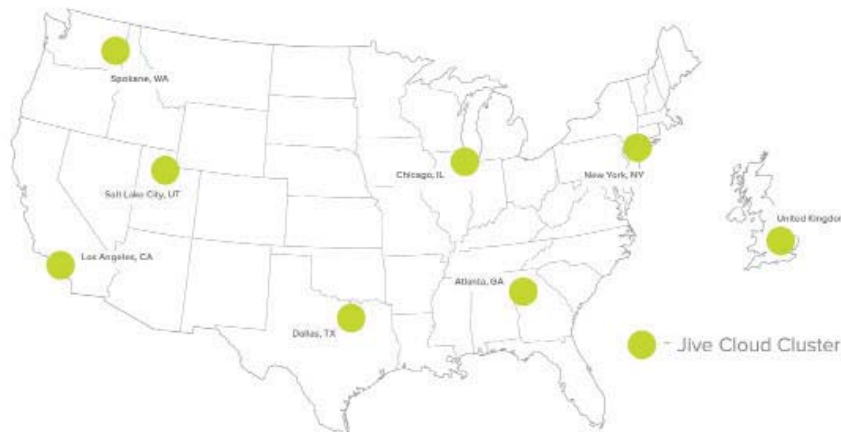 Spokane, WA
Chicago, IL
New York, NY
Salt Lake City, UT
United Kingdom
Los Angeles, CA
Atlanta, GA
Dallas, TX
- Jive Cloud Cluster